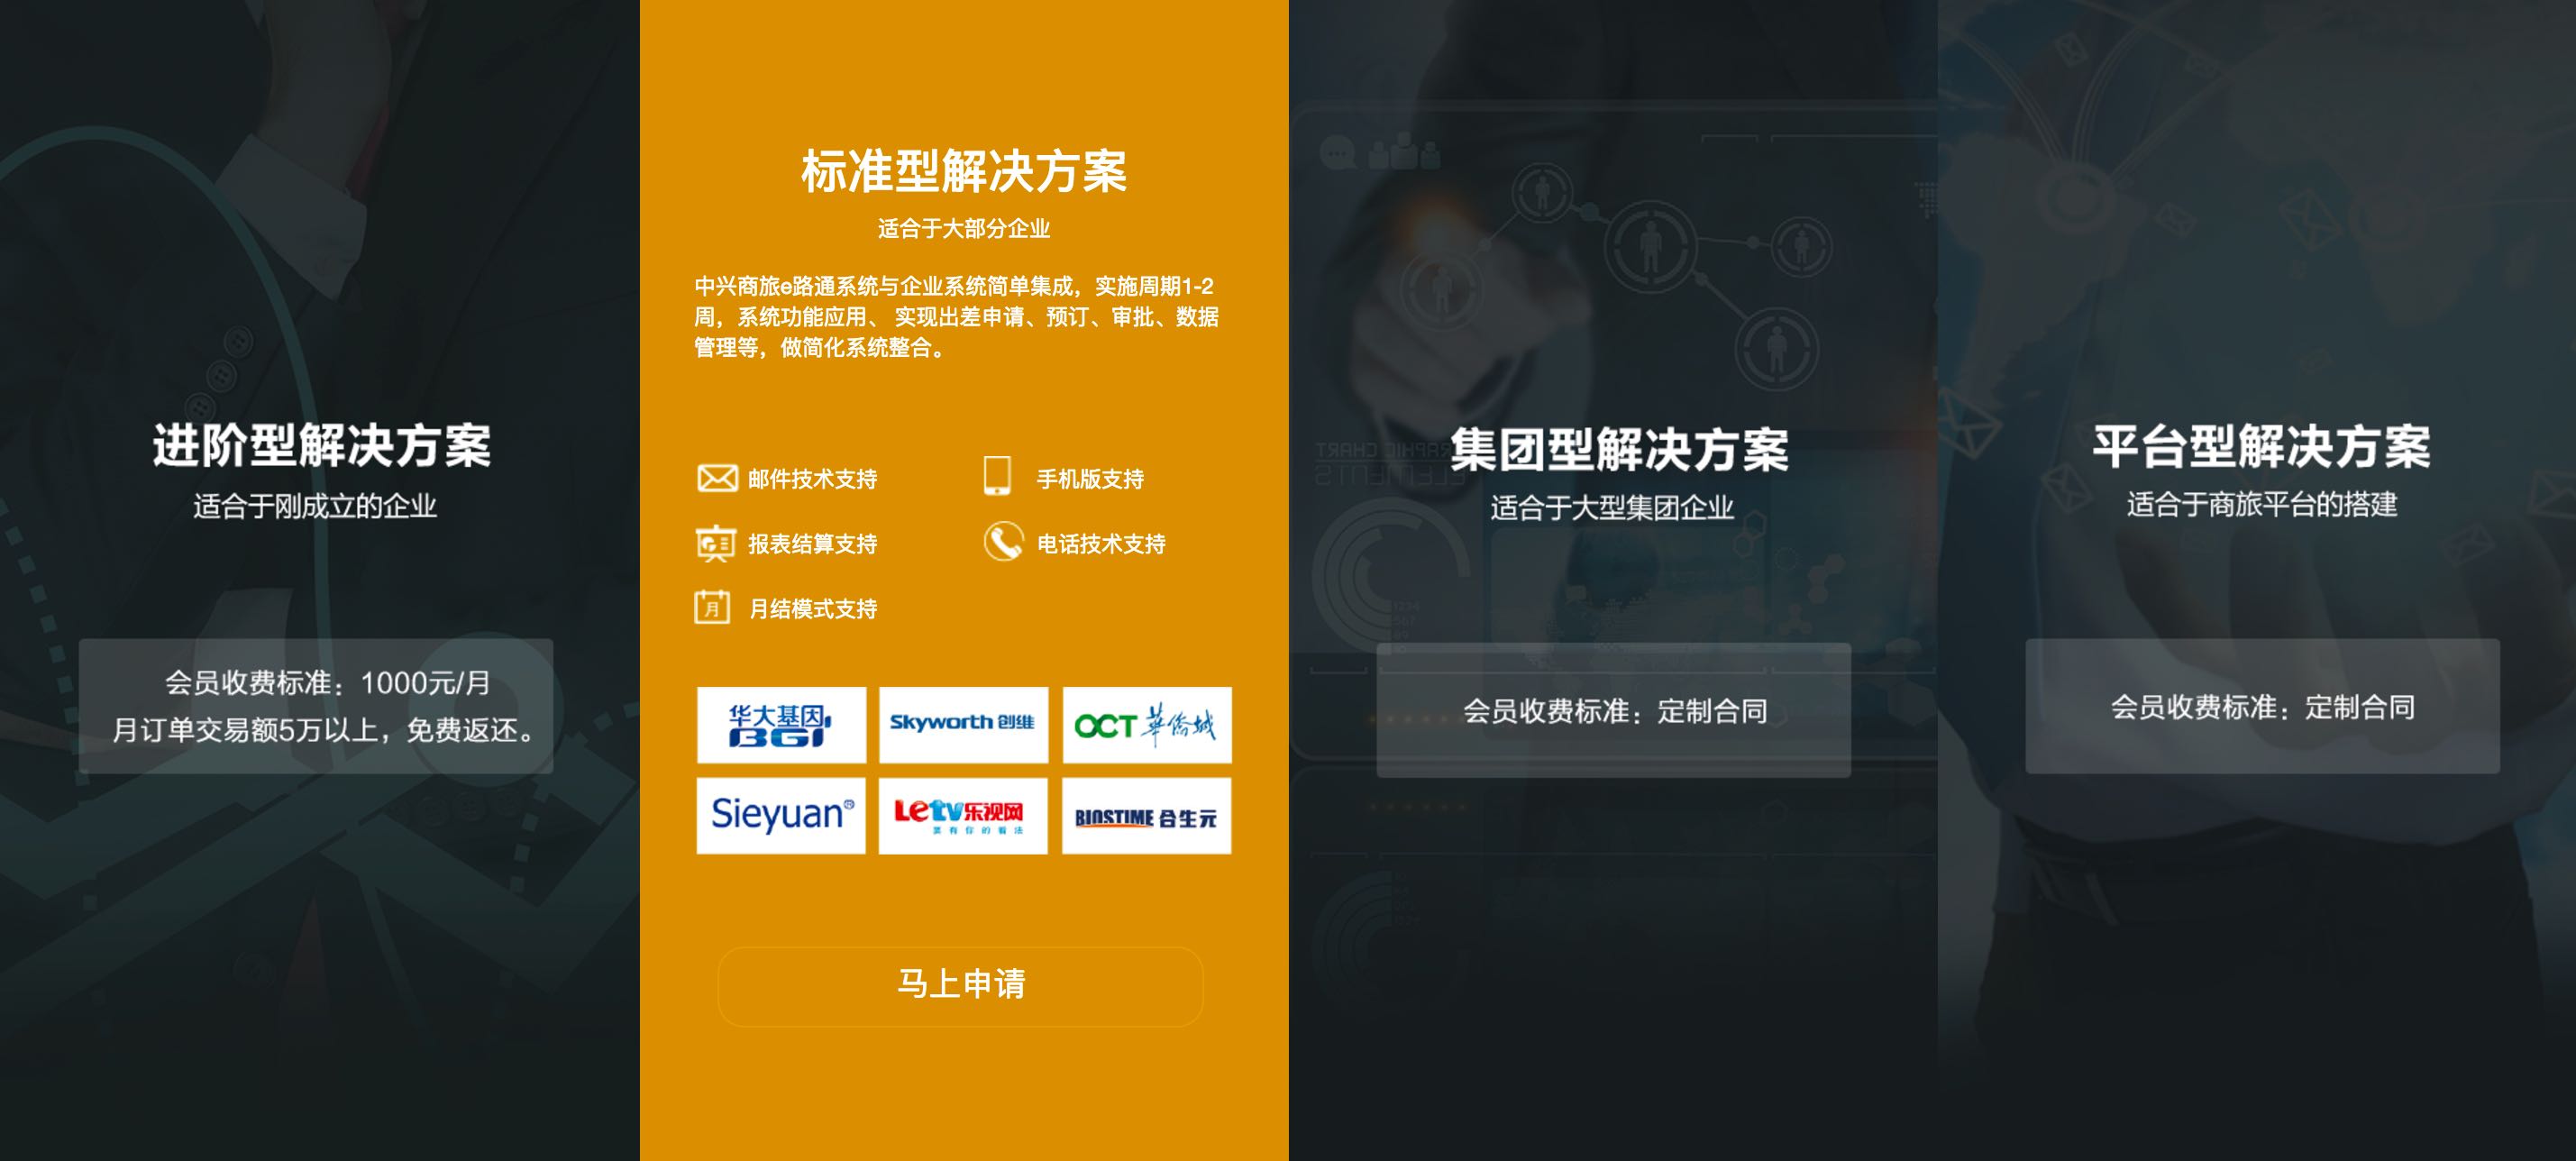 进阶型解决方案
适合于刚成立的企业
会员收费标准：1000元/月
月订单交易额5万以上，免费返还。
标准型解决方案
适合于大部分企业
中兴商旅e路通系统与企业系统简单集成，实施周期1-2
周，系统功能应用、 实现出差申请、预订、审批、数据
管理等，做简化系统整合。
邮件技术支持
手机版支持
报表结算支持
电话技术支持
月
月结模式支持
华大基因
BGI
Skyworth 创维
OCT 華僑城
Sieyuan®
Letv乐视网
更有你的看法
BIOSTIME 合生元
马上申请
集团型解决方案
适合于大型集团企业
会员收费标准：定制合同
平台型解决方案
适合于商旅平台的搭建
会员收费标准：定制合同